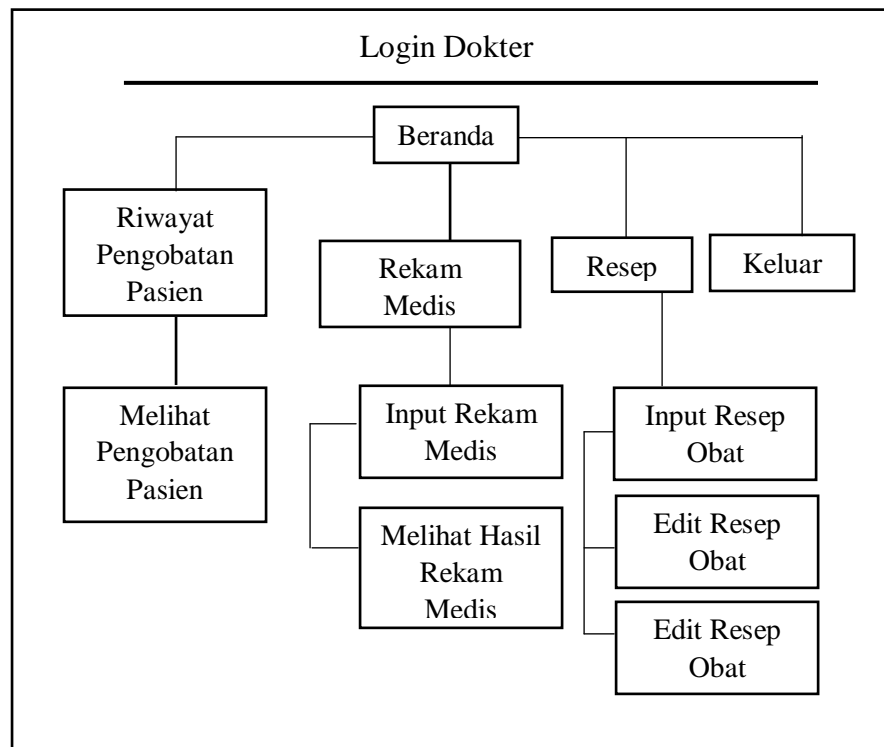 Login Dokter
Beranda
Riwayat
Pengobatan
Pasien
Rekam
Medis
Resep
Keluar
Melihat
Pengobatan
Pasien
Input Rekam
Medis
Melihat Hasil
Rekam
Medis
Input Resep
Obat
Edit Resep
Obat
Edit Resep
Obat